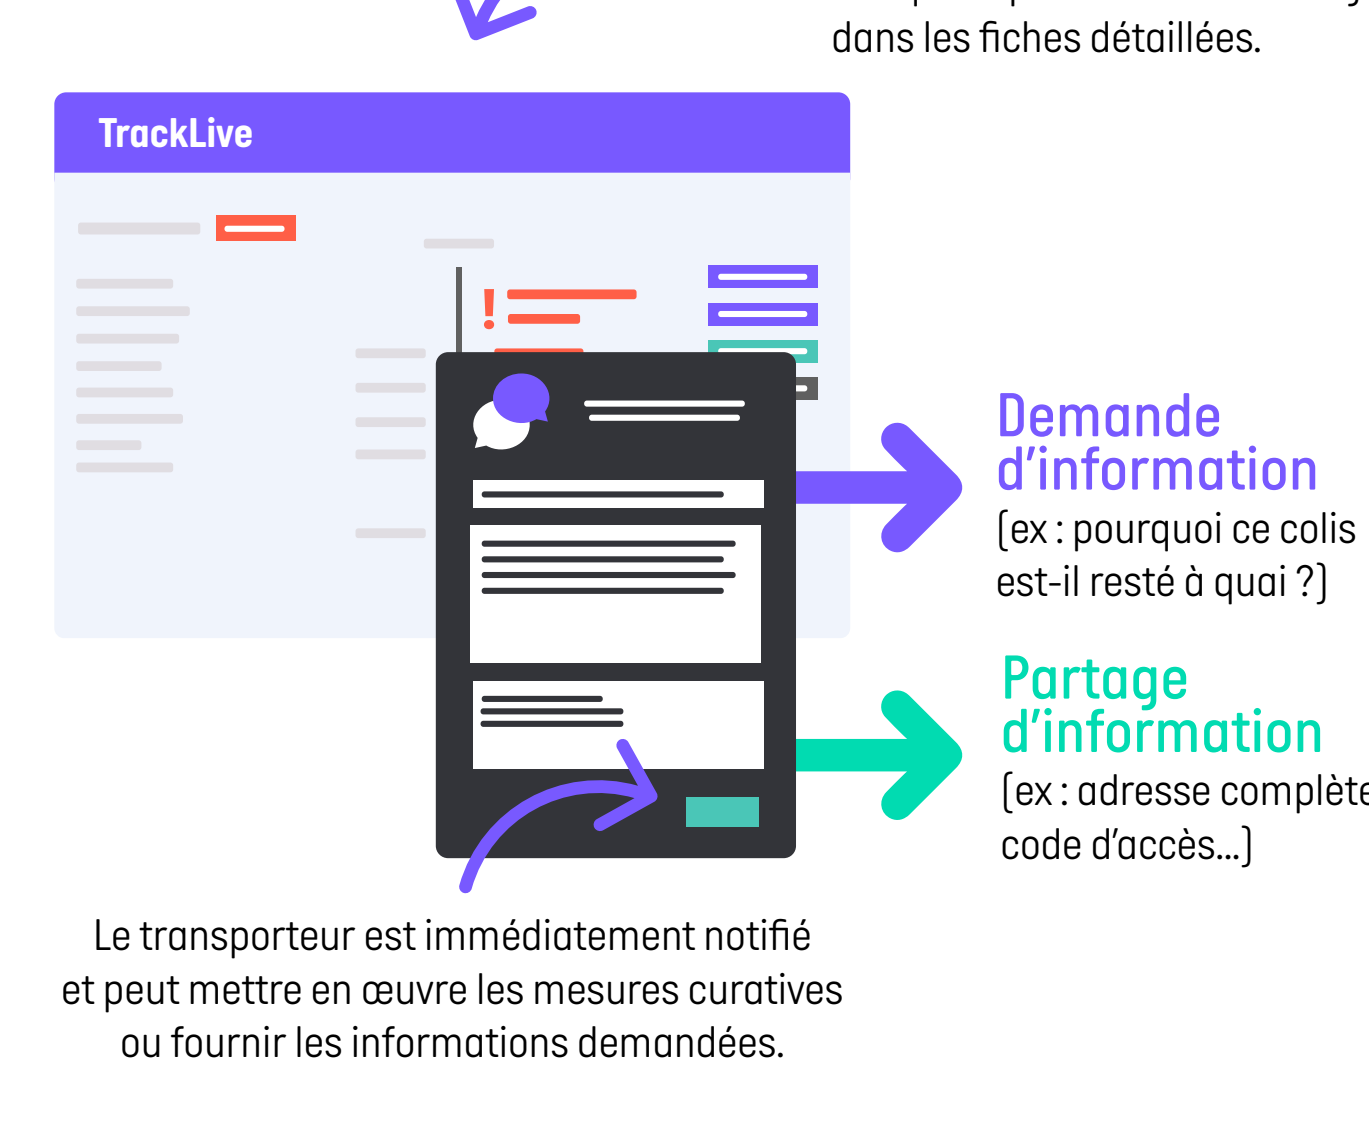 dans les fiches détaillées.
TrackLive
!
Demande
d'information
(ex : pourquoi ce colis
est-il resté à quai ?)
Partage
d'information
(ex : adresse complète
code d'accès...)
Le transporteur est immédiatement notifié
et peut mettre en œuvre les mesures curatives
ou fournir les informations demandées.